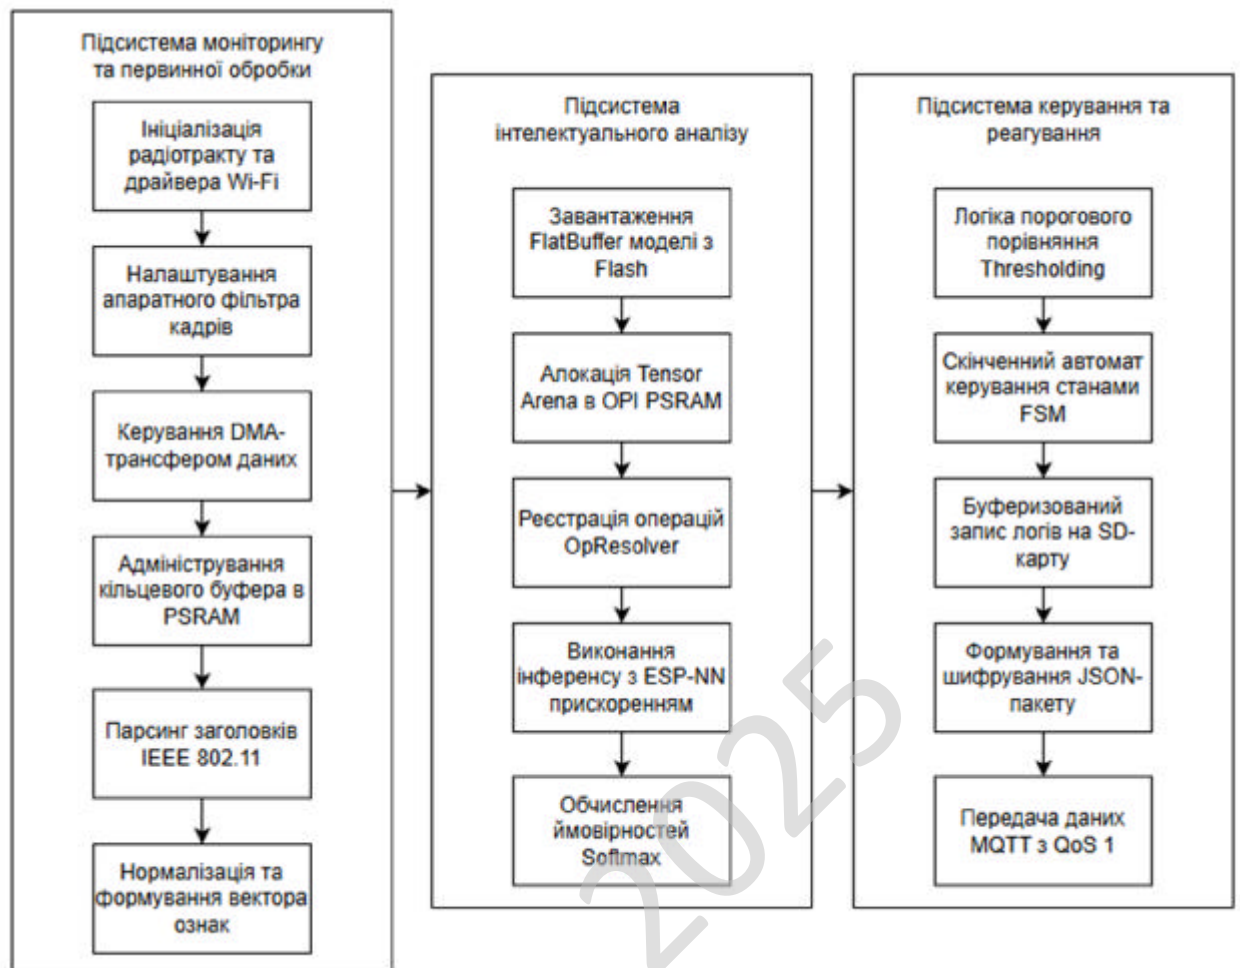 Підсистема моніторингу
та первинної обробки
Ініціалізація
радіотракту та
драйвера Wi-Fi
Налаштування
апаратного фільтра
кадрів
Керування DMA-
трансфером даних
Адміністрування
кільцевого буфера в
PSRAM
Парсинг заголовків
IEEE 802.11
Нормалізація та
формування вектора
ознак
Підсистема
інтелектуального аналізу
Завантаження
FlatBuffer моделі з
Flash
Алокація Tensor
Arena в OPI PSRAM
Реєстрація операцій
OpResolver
Виконання
інференсу з ESP-NN
прискоренням
Обчислення
ймовірностей
Softmax
Підсистема керування та
реагування
Логіка порогового
порівняння
Thresholding
Скінченний автомат
керування станами
FSM
Буферизований
запис логів на SD-
карту
Формування та
шифрування JSON-
пакету
Передача даних
MQTT з QoS 1
2025